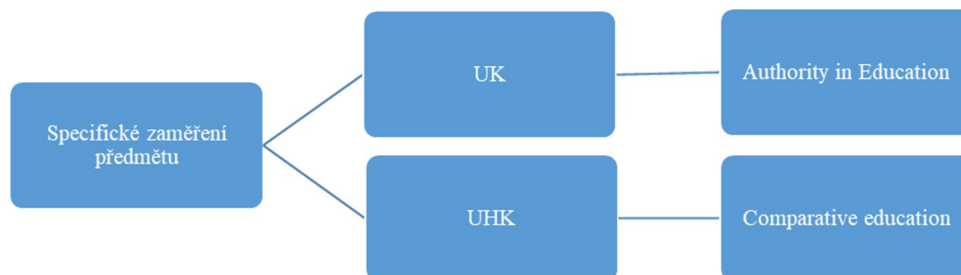 Specifické zaměření
předmětu
UK
Authority in Education
UHK
Comparative education